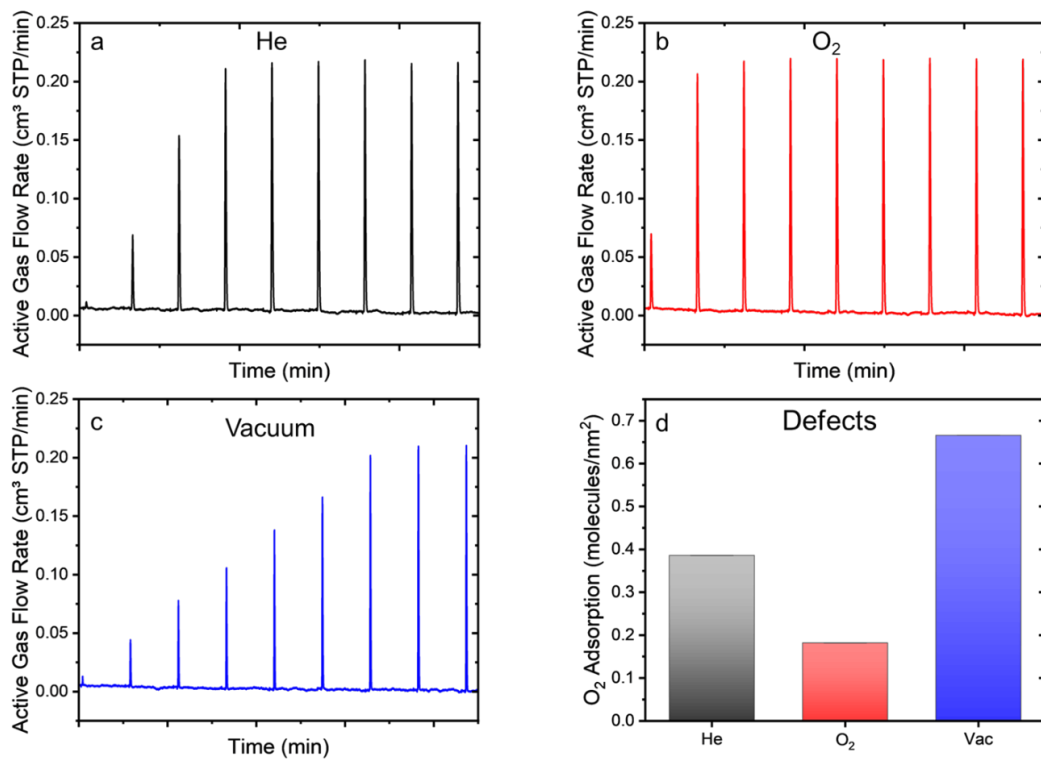 a
He
0.25
0.20
0.15
0.10
0.05
0.00
Active Gas Flow Rate (cm³ STP/min)
Time (min)
b
O₂
0.25
0.20
0.15
0.10
0.05
0.00
Active Gas Flow Rate (cm³ STP/min)
Time (min)
c
Vacuum
0.25
0.20
0.15
0.10
0.05
0.00
Active Gas Flow Rate (cm³ STP/min)
Time (min)
d
Defects
0.7
0.6
0.5
0.4
0.3
0.2
0.1
0.0
O₂ Adsorption (molecules/nm²)
He
O₂
Vac